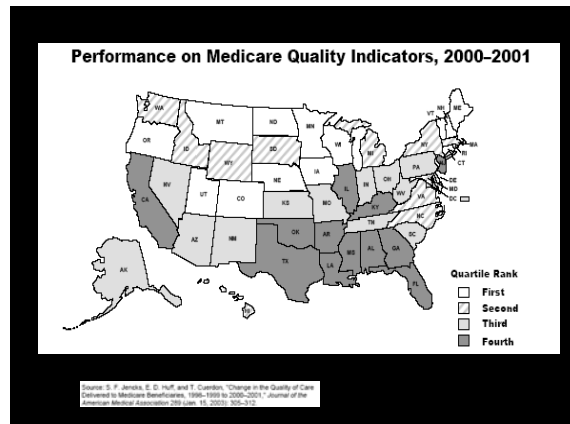 Performance on Medicare Quality Indicators, 2000–2001
WA
MT
ND
MN
OR
ID
SD
WI
MI
WY
NE
IA
NV
UT
CO
CA
KS
MO
IL
IN
OH
PA
NY
VT
NH
ME
MA
RI
CT
DE
MD
DC
WV
VA
KY
NC
TN
SC
AZ
NM
OK
AR
TX
LA
MS
AL
GA
FL
AK
HI
Quartile Rank
First
Second
Third
Fourth
Source: S. F. Jencks, E. D. Huff, and T. Cuerdon, "Change in the Quality of Care
Delivered to Medicare Beneficiaries, 1998–1999 to 2000–2001," Journal of the
American Medical Association 289 (Jan. 15, 2003): 305–312.